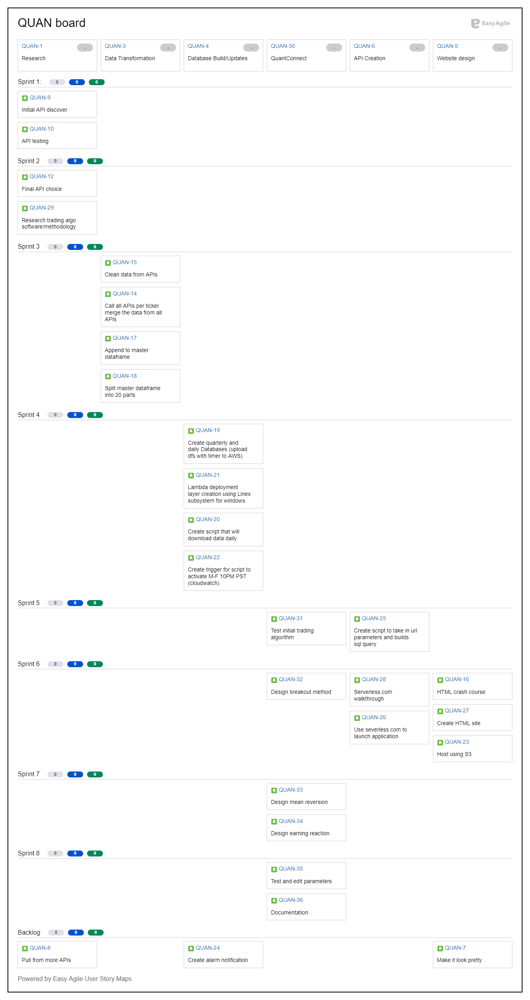 QUAN board
Easy Agile
QUAN-1
-
Research
QUAN-3
-
Data Transformation
QUAN-4
-
Database Build/Updates
QUAN-30
-
QuantConnect
QUAN-6
-
API Creation
QUAN-5
-
Website design
Sprint 1: 0 0 0
QUAN-9
Initial API discover
QUAN-10
API testing
Sprint 2 0 0 0
QUAN-12
Final API choice
QUAN-29
Research trading algo
software/methodology
Sprint 3 0 0 0
QUAN-15
Clean data from APIs
QUAN-14
Call all APIs per ticker
merge the data from all
APIs
QUAN-17
Append to master
dataframe
QUAN-18
Split master dataframe
into 20 parts
Sprint 4 0 0 0
QUAN-19
Create quarterly and
daily Databases (upload
dfs with timer to AWS)
QUAN-21
Lambda deployment
layer creation using Linex
subsystem for windows
QUAN-20
Create script that will
download data daily
QUAN-22
Create trigger for script to
activate M-F 10PM PST
(cloudwatch)
Sprint 5 0 0 0
QUAN-31
Test initial trading
algorithm
QUAN-25
Create script to take in url
parameters and builds
sql query
Sprint 6 0 0 0
QUAN-32
Design breakout method
QUAN-28
Serverless.com
walkthrough
QUAN-26
Use severless.com to
launch application
QUAN-16
HTML crash course
QUAN-27
Create HTML site
QUAN-23
Host using S3
Sprint 7 0 0 0
QUAN-33
Design mean reversion
QUAN-34
Design earning reaction
Sprint 8 0 0 0
QUAN-35
Test and edit parameters
QUAN-36
Documentation
Backlog 0 0 0
QUAN-8
Pull from more APIs
QUAN-24
Create alarm notification
QUAN-7
Make it look pretty
Powered by Easy Agile User Story Maps